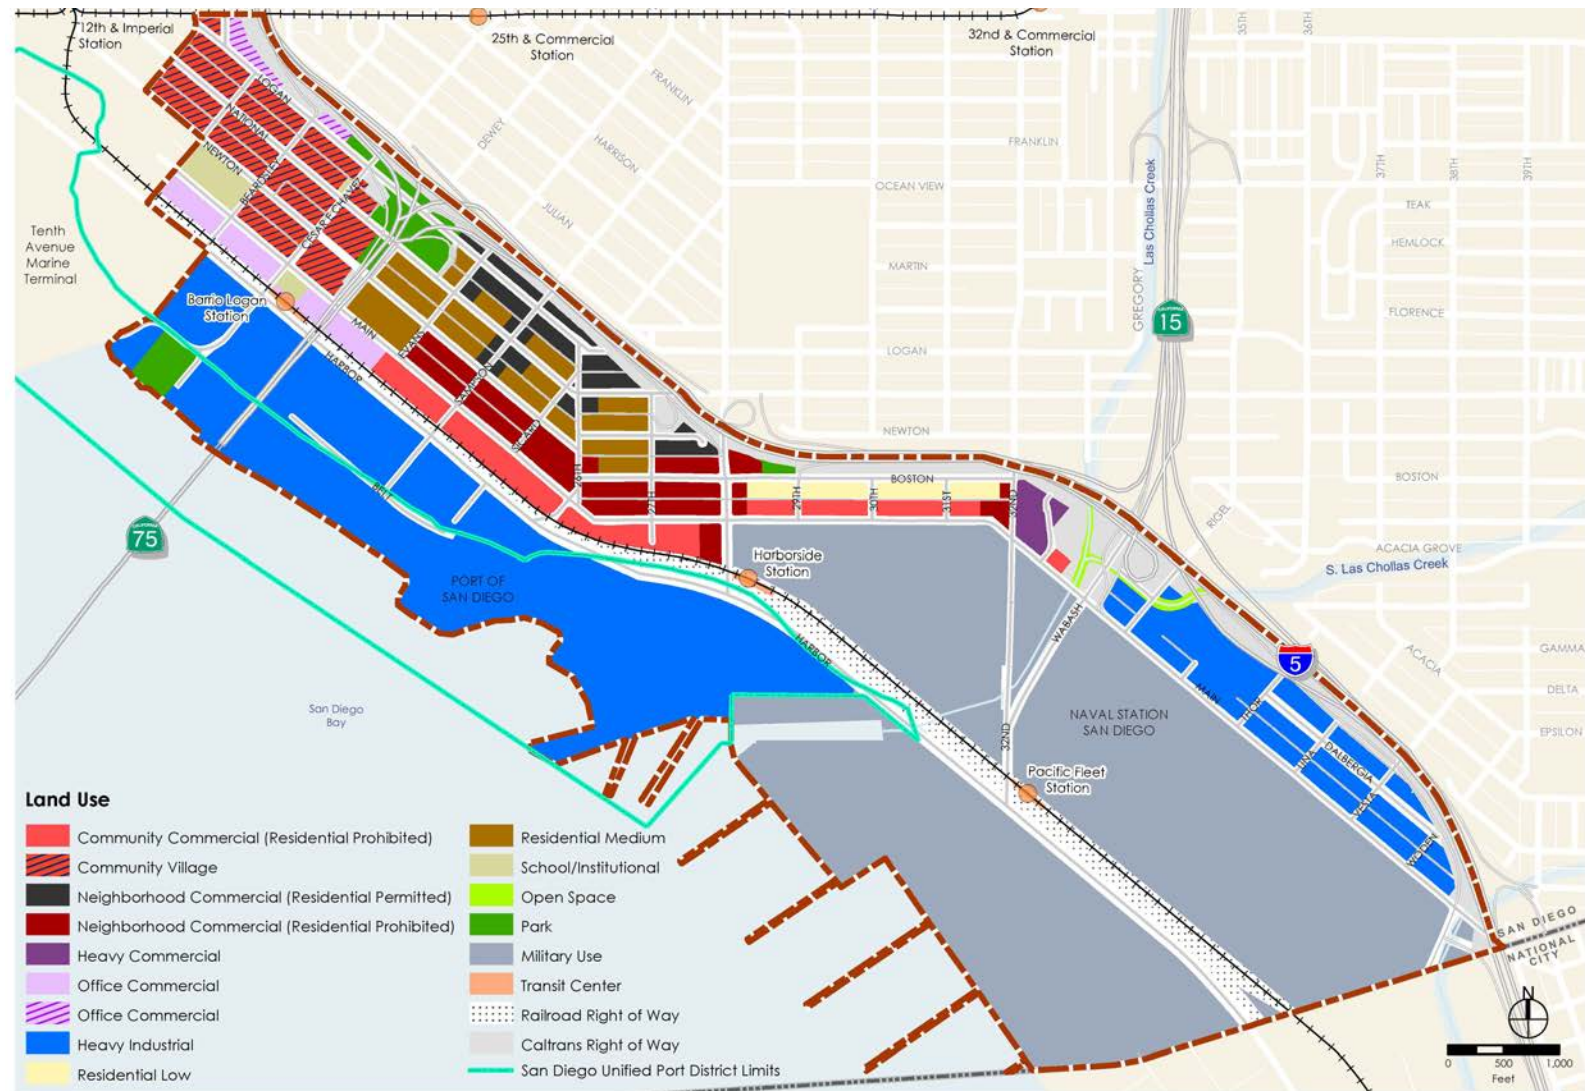 12th & Imperial
Station
25th & Commercial
Station
32nd & Commercial
Station
35TH
36TH
LOGAN
FRANKLIN
NATIONAL
DEWEY
HARRISON
FRANKLIN
Las Chollas Creek
37TH
38TH
39TH
NEWTON
BEARDSLEY
CESAR E CHAVEZ
OCEAN VIEW
TEAK
JULIAN
Tenth
Avenue
Marine
Terminal
HEMLOCK
MARTIN
GREGORY
Barrio Logan
Station
CALIFORNIA
15
FLORENCE
MAIN
EVANS
HARBOR
LOGAN
SAMPSON
SICARD
NEWTON
26TH
27TH
BOSTON
29TH
30TH
31ST
32ND
BOSTON
BELT
RIGEL
CALIFORNIA
75
ACACIA GROVE
S. Las Chollas Creek
Harborside
Station
PORT OF
SAN DIEGO
WABASH
HARBOR
ACACIA
GAMMA
5
DELTA
MAIN
THOR
San Diego
Bay
NAVAL STATION
SAN DIEGO
EPSILON
32ND
UNA
DALBERGIA
Pacific Fleet
Station
VESTA
WODEN
SAN DIEGO
NATIONAL
CITY
Land Use
Community Commercial (Residential Prohibited)
Community Village
Neighborhood Commercial (Residential Permitted)
Neighborhood Commercial (Residential Prohibited)
Heavy Commercial
Office Commercial
Office Commercial
Heavy Industrial
Residential Low
Residential Medium
School/Institutional
Open Space
Park
Military Use
Transit Center
Railroad Right of Way
Caltrans Right of Way
San Diego Unified Port District Limits
N
0 500 1,000
Feet